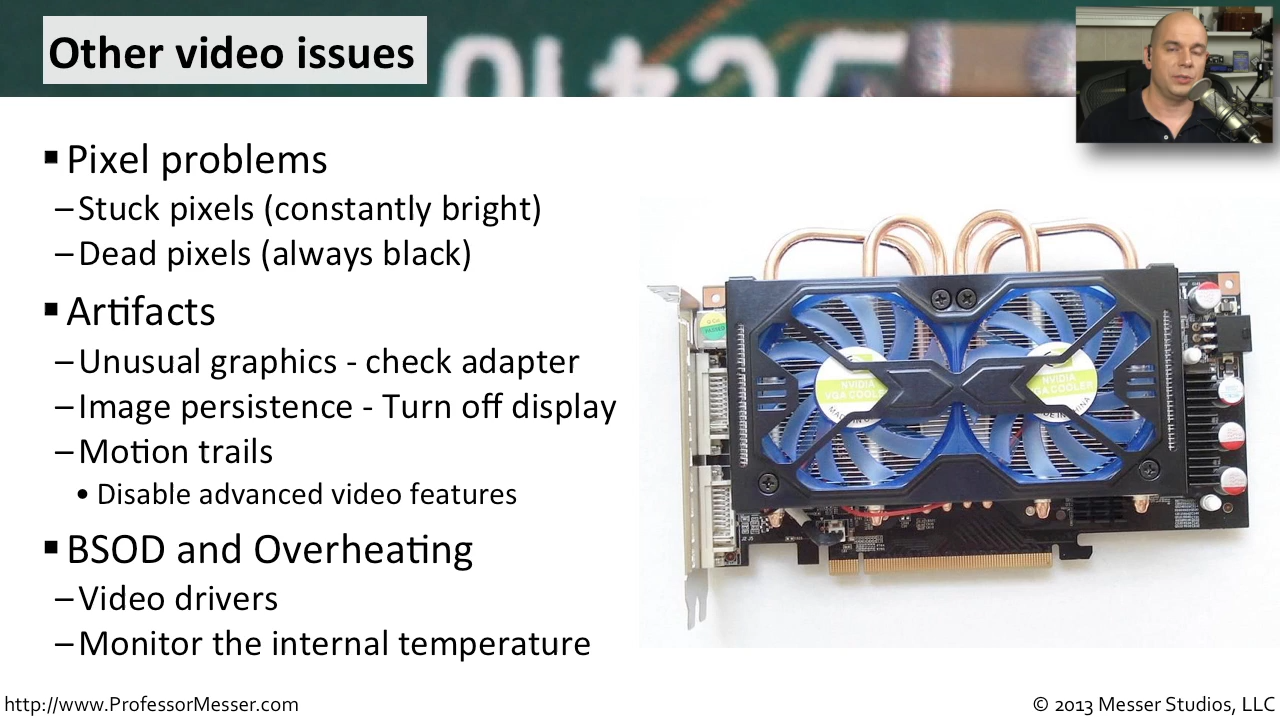 Other video issues
▪ Pixel problems
– Stuck pixels (constantly bright)
– Dead pixels (always black)
▪ Artifacts
– Unusual graphics - check adapter
– Image persistence - Turn off display
– Motion trails
• Disable advanced video features
▪ BSOD and Overheating
– Video drivers
– Monitor the internal temperature
NVIDIA
VGA COOLER
NVIDIA
VGA COOLER
http://www.ProfessorMesser.com
© 2013 Messer Studios, LLC